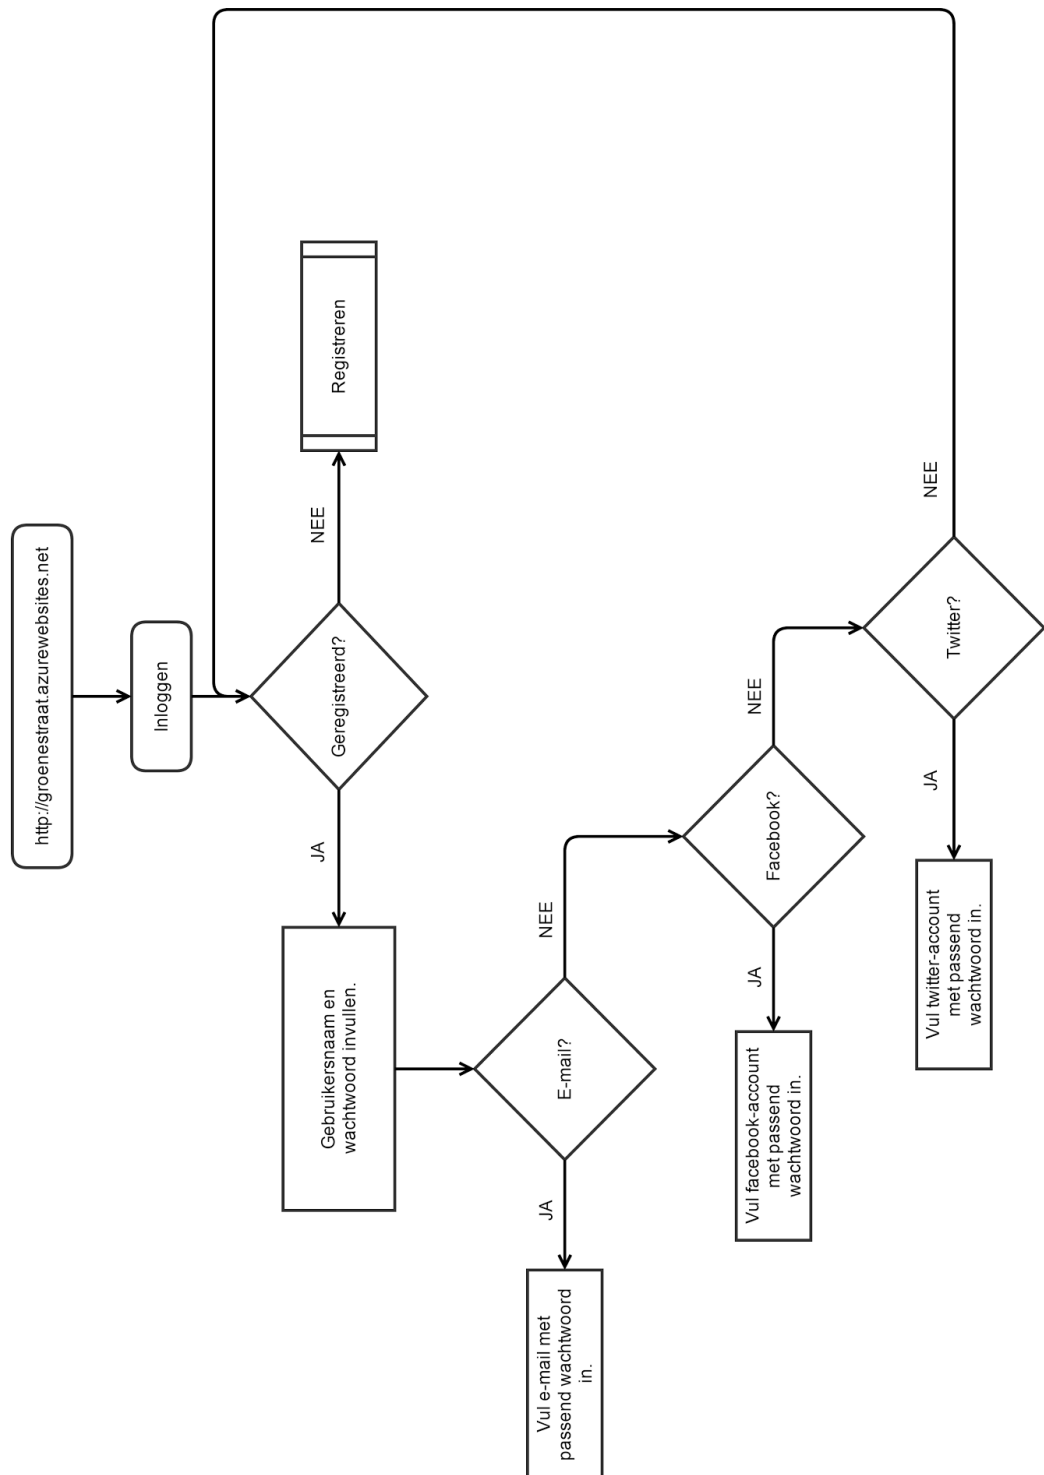 http://groenestraat.azurewebsites.net
Inloggen
Geregistreerd?
NEE
Registreren
JA
Gebruikersnaam en
wachtwoord invullen.
E-mail?
JA
Vul e-mail met
passend wachtwoord
in.
NEE
Facebook?
JA
Vul facebook-account
met passend
wachtwoord in.
NEE
Twitter?
JA
Vul twitter-account
met passend
wachtwoord in.
NEE